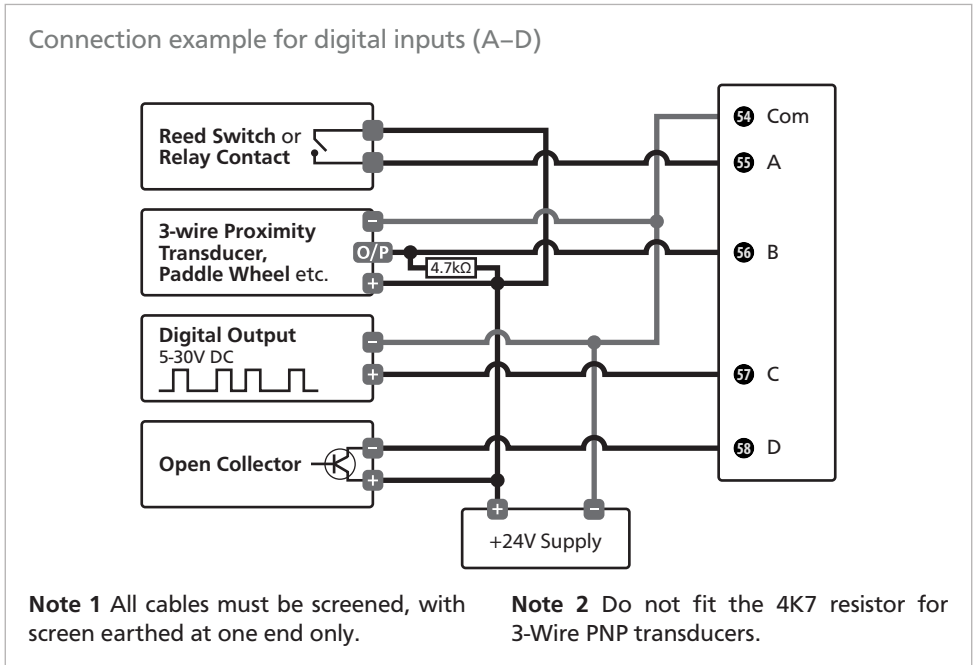 Connection example for digital inputs (A–D)
Reed Switch or
Relay Contact
3-wire Proximity
Transducer,
Paddle Wheel etc.
−
O/P
+
4.7kΩ
Digital Output
5-30V DC
−
+
Open Collector
−
+
54 Com
55 A
56 B
57 C
58 D
+ −
+24V Supply
Note 1 All cables must be screened, with
screen earthed at one end only.
Note 2 Do not fit the 4K7 resistor for
3-Wire PNP transducers.